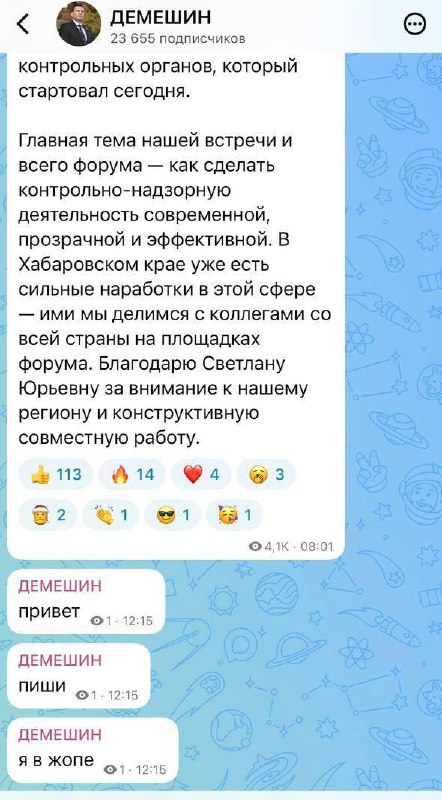 ДЕМЕШИН
23 655 подписчиков
контрольных органов, который
стартовал сегодня.
Главная тема нашей встречи и
всего форума — как сделать
контрольно-надзорную
деятельность современной,
прозрачной и эффективной. В
Хабаровском крае уже есть
сильные наработки в этой сфере
— ими мы делимся с коллегами со
всей страны на площадках
форума. Благодарю Светлану
Юрьевну за внимание к нашему
региону и конструктивную
совместную работу.
113 14 4 3
2 1 1 1
4,1K · 08:01
ДЕМЕШИН
привет 1 · 12:15
ДЕМЕШИН
пиши 1 · 12:15
ДЕМЕШИН
я в жопе 1 · 12:15